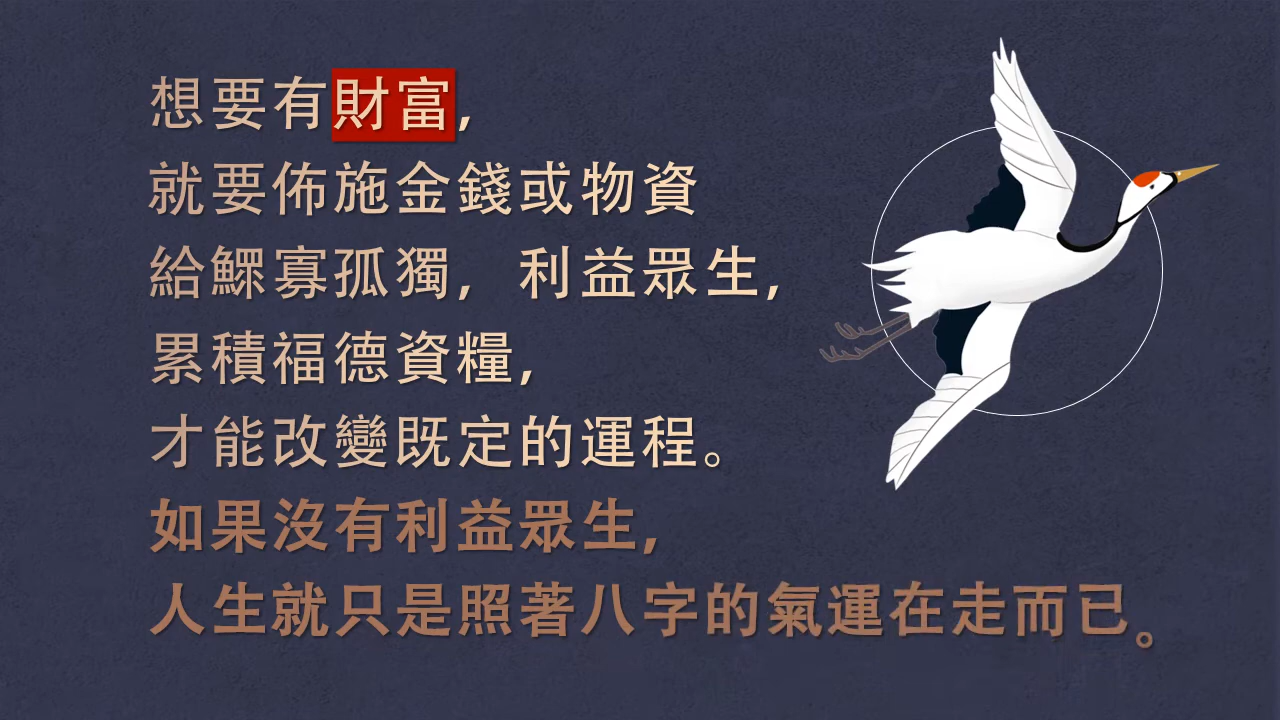 想要有財富,
就要佈施金錢或物資
給鰥寡孤獨,利益眾生,
累積福德資糧,
才能改變既定的運程。
如果沒有利益眾生,
人生就只是照著八字的氣運在走而已。